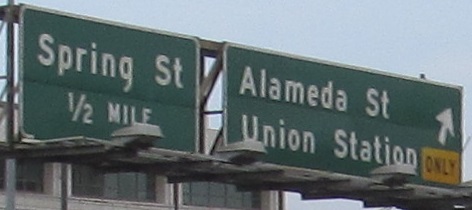 Spring St
1/2 MILE
Alameda St
Union Station
ONLY